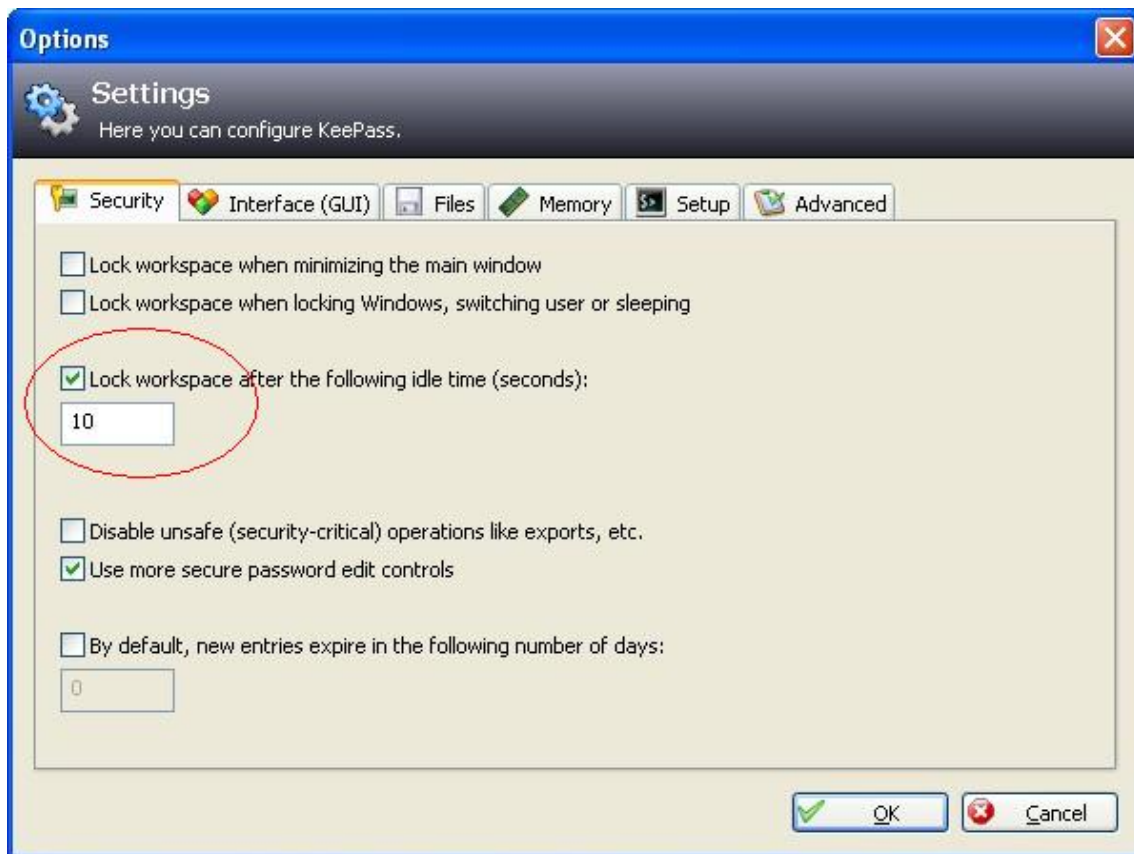 Options
Settings
Here you can configure KeePass.
Security Interface (GUI) Files Memory Setup Advanced
Lock workspace when minimizing the main window
Lock workspace when locking Windows, switching user or sleeping
Lock workspace after the following idle time (seconds):
10
Disable unsafe (security-critical) operations like exports, etc.
Use more secure password edit controls
By default, new entries expire in the following number of days:
0
OK Cancel